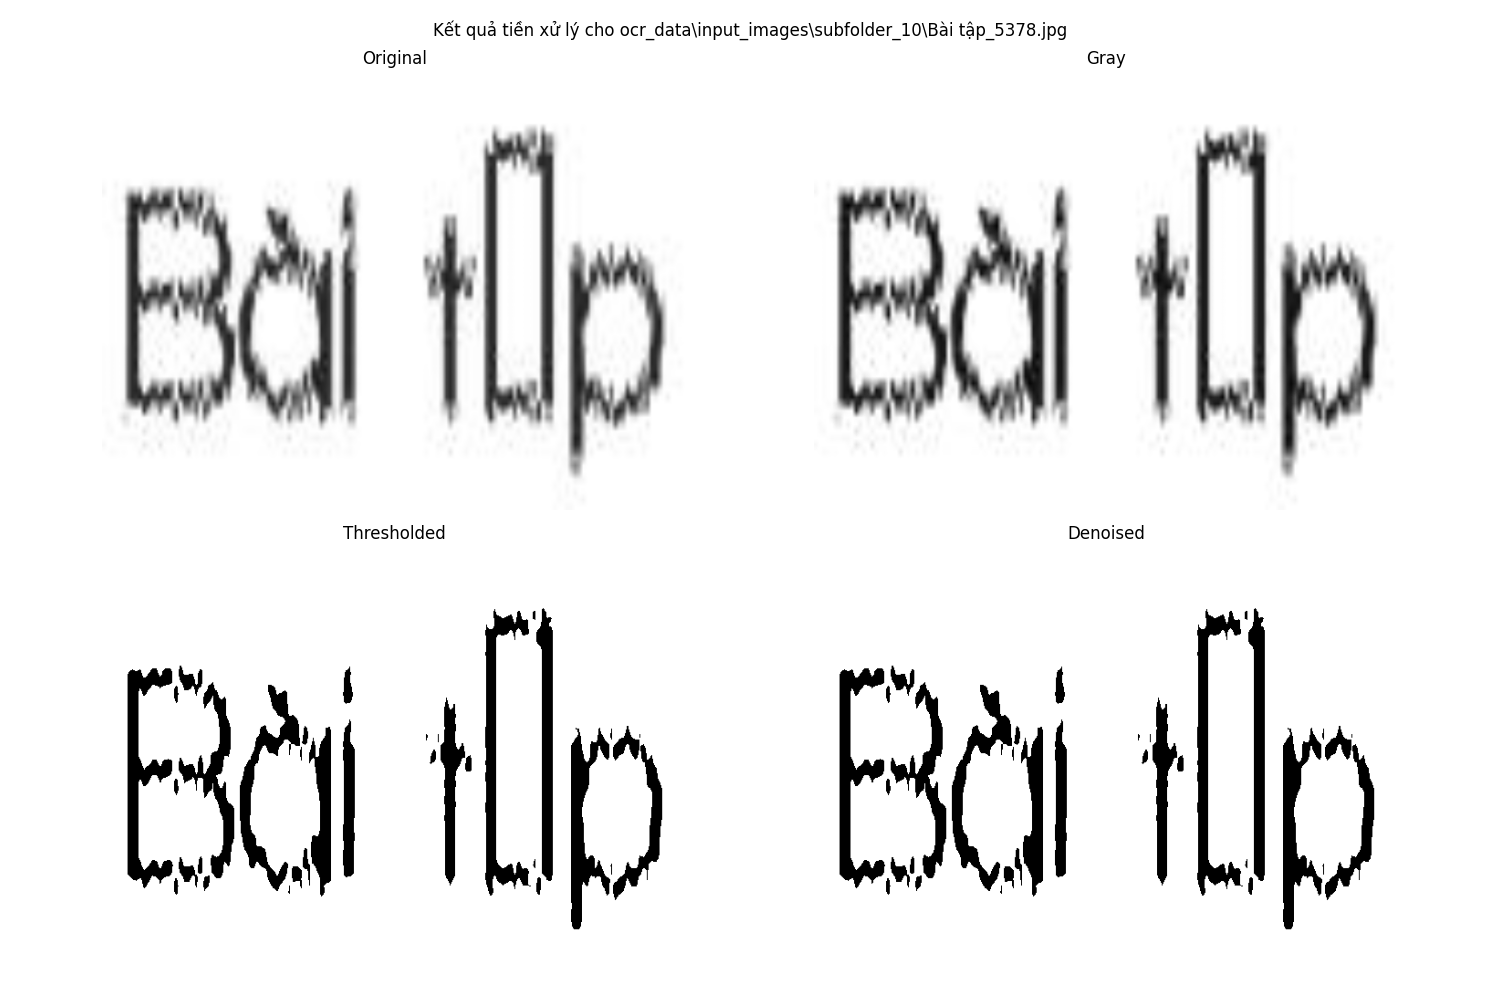 Kết quả tiền xử lý cho ocr_data\input_images\subfolder_10\Bài tập_5378.jpg
Original
Gray
Bài t▯p
Bài t▯p
Thresholded
Denoised
Bài t▯p
Bài t▯p